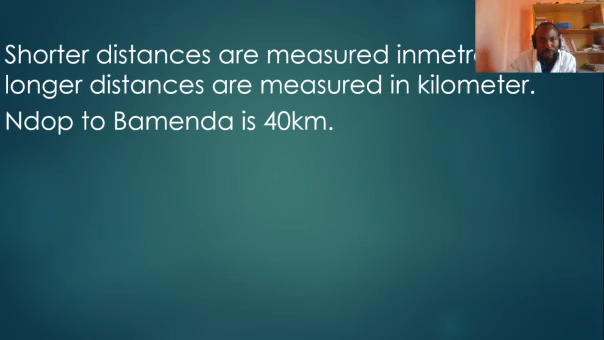 Shorter distances are measured
longer distances are measured in kilometer.
Ndop to Bamenda is 40km.